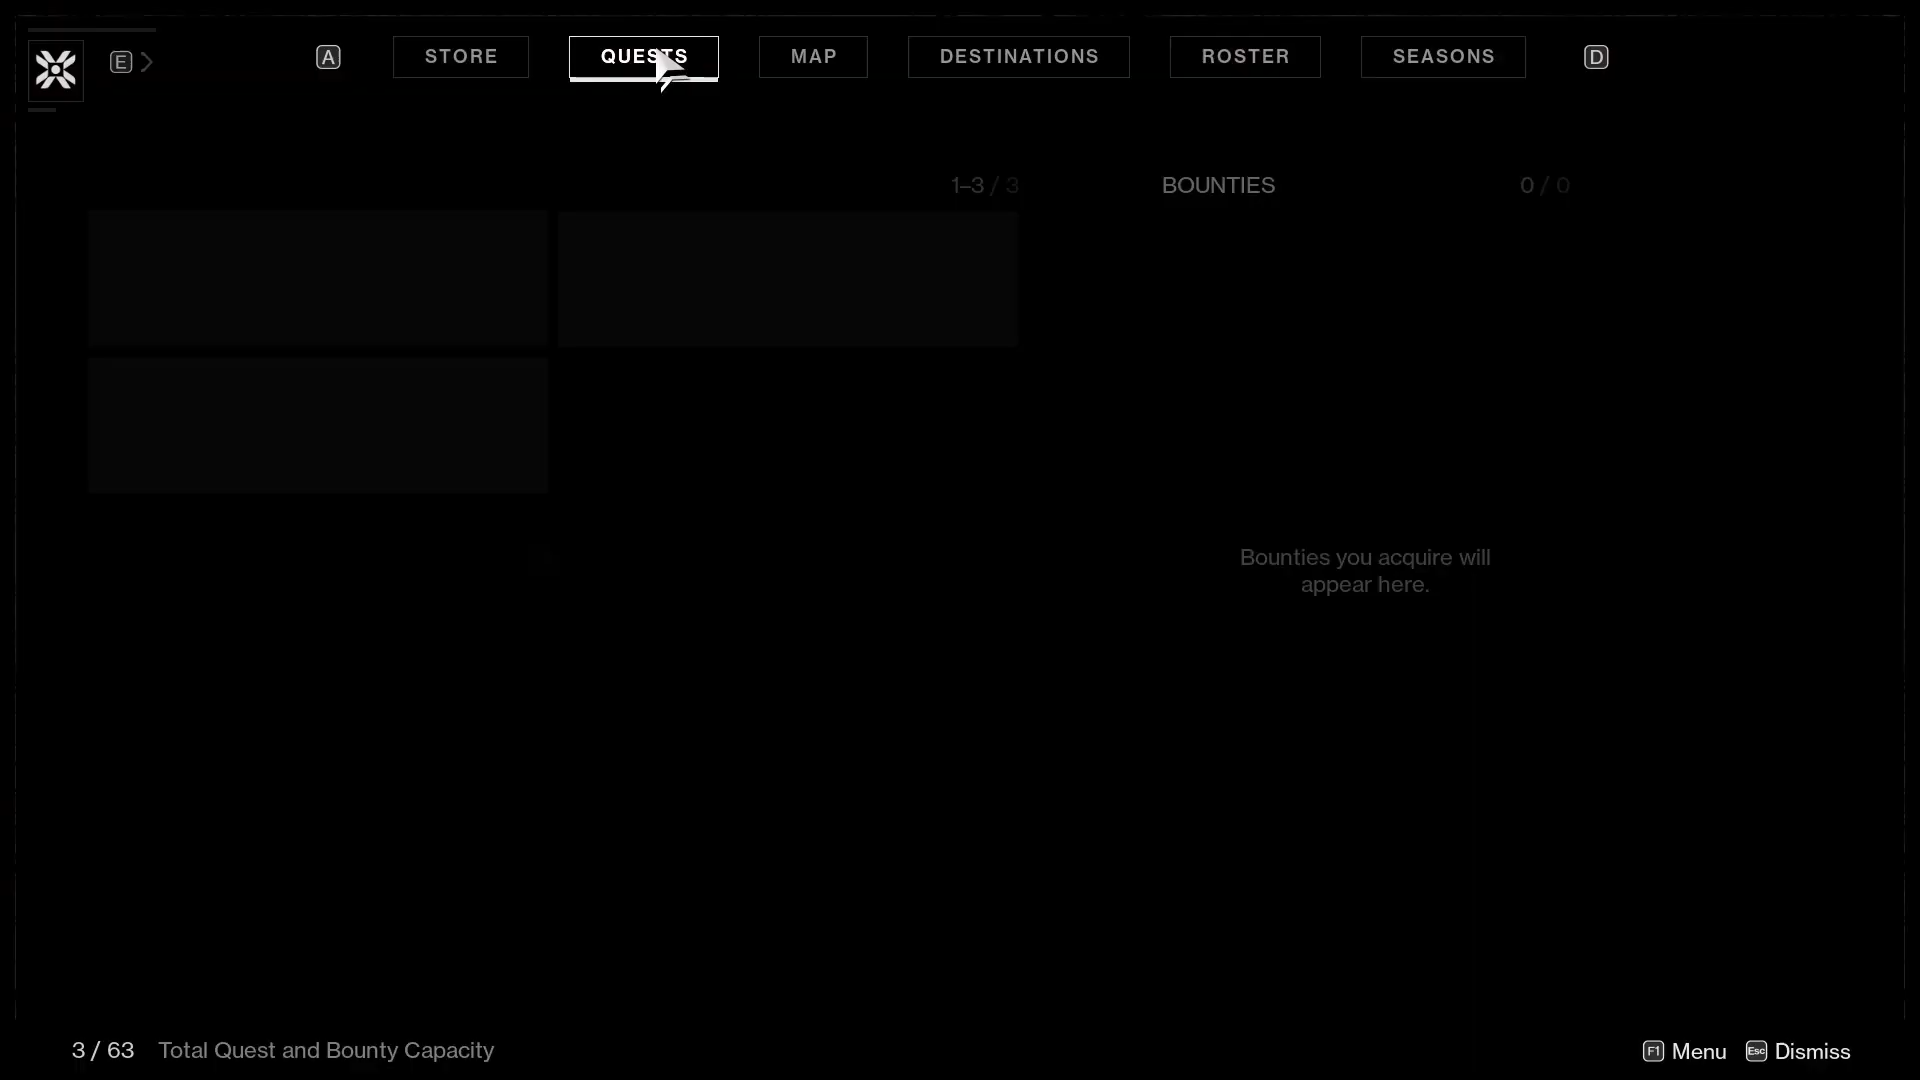 E
A
STORE
QUESTS
MAP
DESTINATIONS
ROSTER
SEASONS
D
1–3 / 3
BOUNTIES
0 / 0
Bounties you acquire will
appear here.
3 / 63 Total Quest and Bounty Capacity
F1 Menu
Esc Dismiss